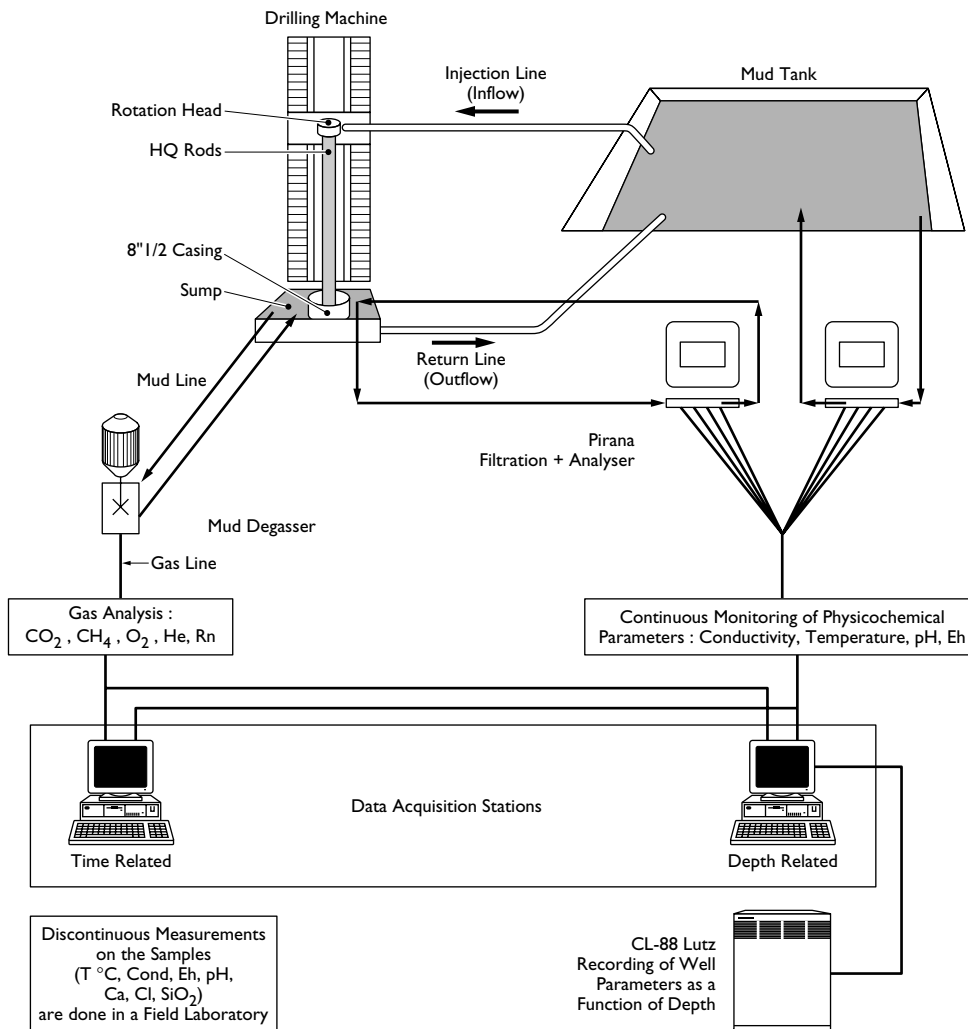 Drilling Machine
Injection Line
(Inflow)
Mud Tank
Rotation Head
HQ Rods
8"1/2 Casing
Sump
Return Line
(Outflow)
Mud Line
Pirana
Filtration + Analyser
Mud Degasser
Gas Line
Gas Analysis :
CO2 , CH4 , O2 , He, Rn
Continuous Monitoring of Physicochemical
Parameters : Conductivity, Temperature, pH, Eh
Data Acquisition Stations
Time Related
Depth Related
Discontinuous Measurements
on the Samples
(T °C, Cond, Eh, pH,
Ca, Cl, SiO2)
are done in a Field Laboratory
CL-88 Lutz
Recording of Well
Parameters as a
Function of Depth